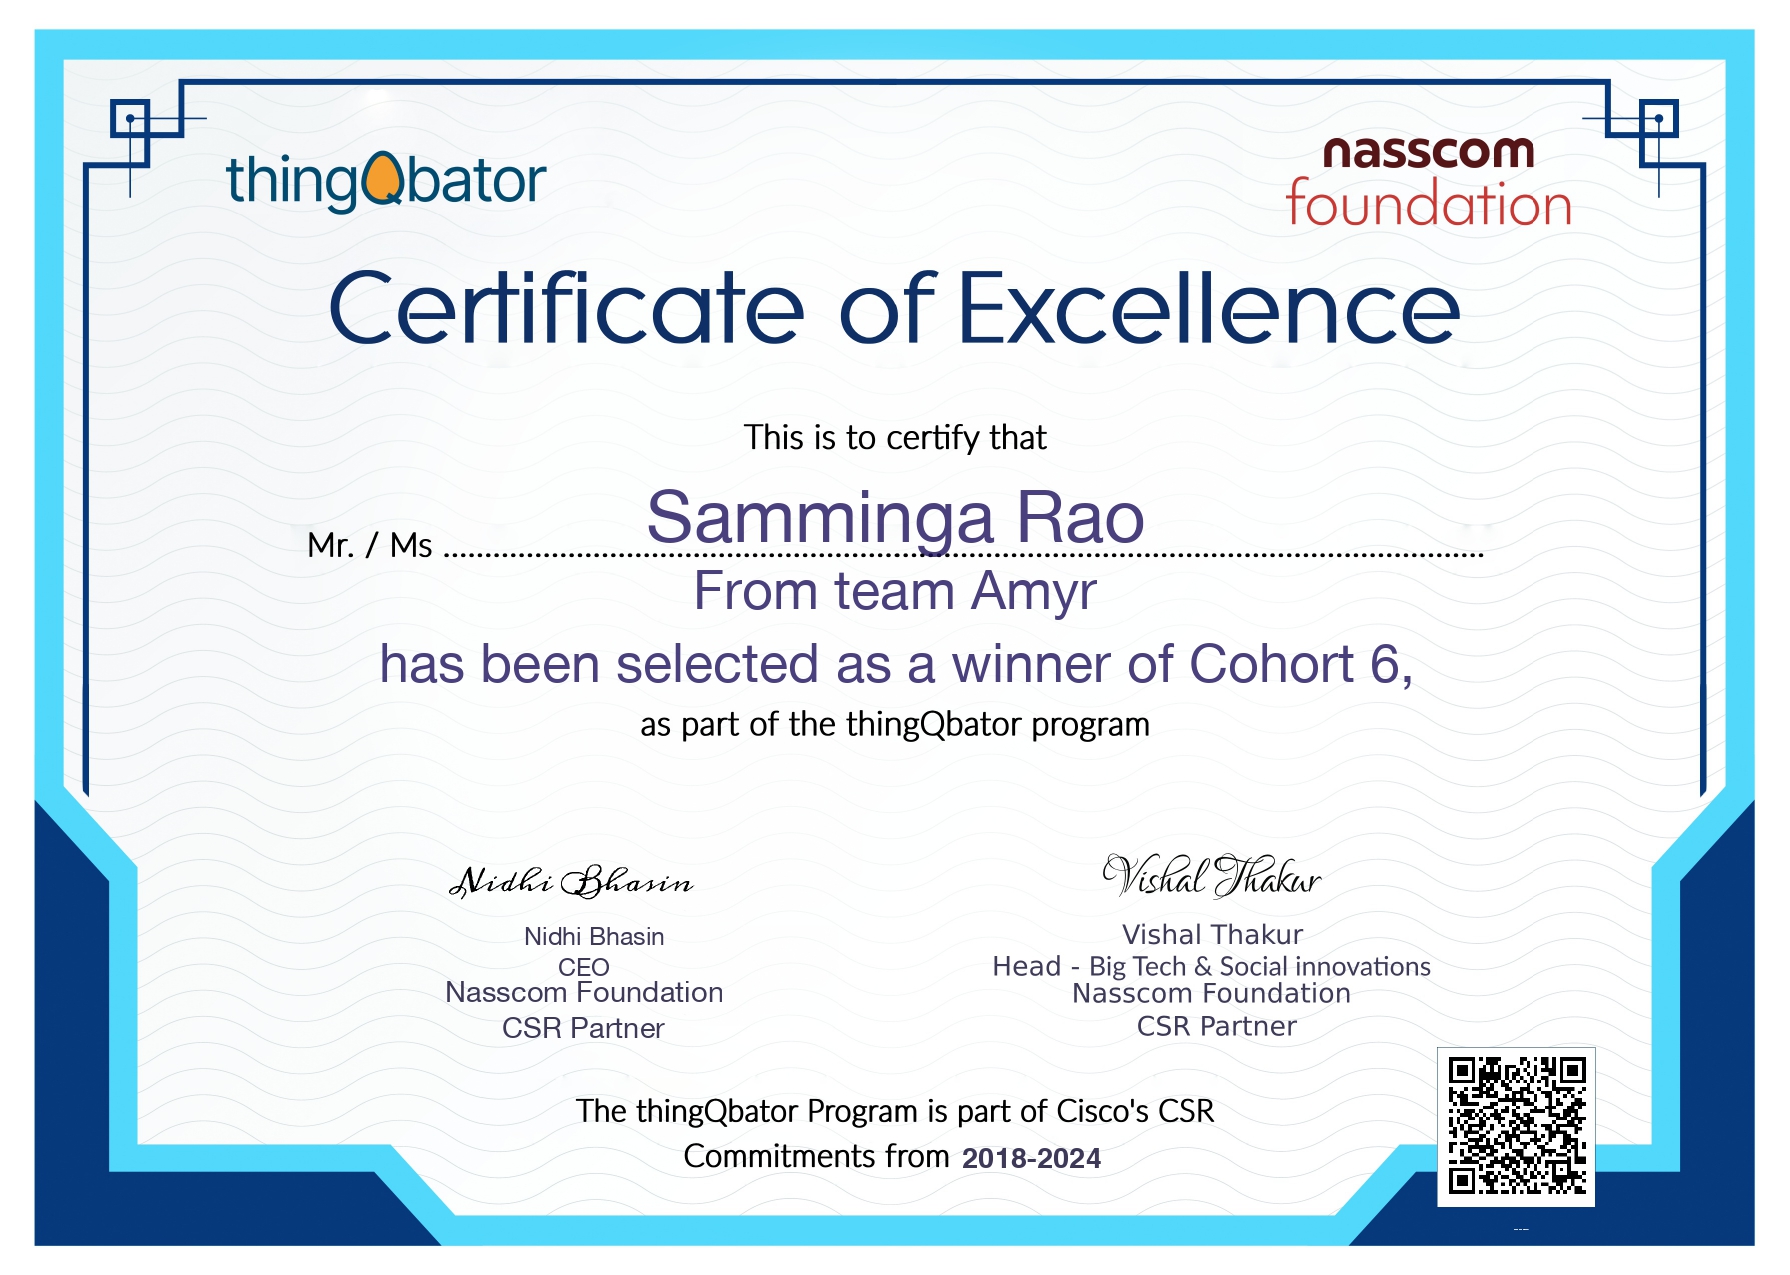 thingQbator
nasscom
foundation
Certificate of Excellence
This is to certify that
Mr. / Ms ........ Samminga Rao
From team Amyr
has been selected as a winner of Cohort 6,
as part of the thingQbator program
Nidhi Bhasin
Nidhi Bhasin
CEO
Nasscom Foundation
CSR Partner
Vishal Thakur
Vishal Thakur
Head - Big Tech & Social innovations
Nasscom Foundation
CSR Partner
The thingQbator Program is part of Cisco's CSR
Commitments from 2018-2024